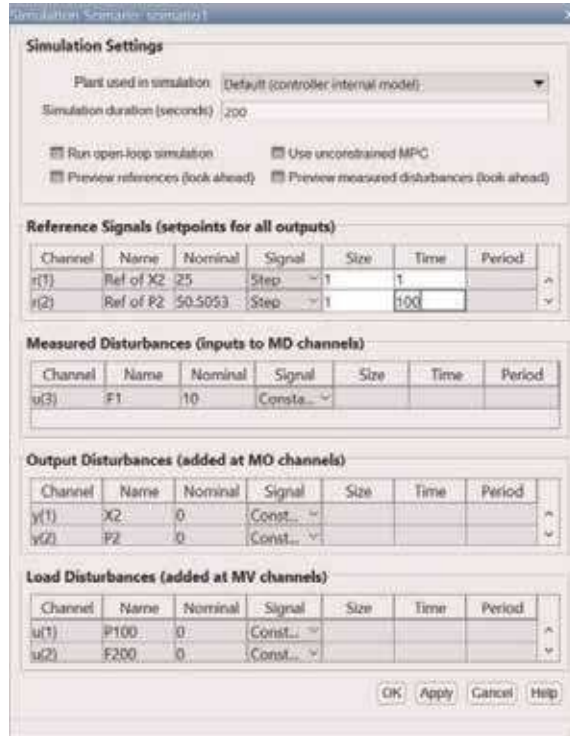 Simulation Scenario: scenario1
Simulation Settings
Plant used in simulation Default (controller internal model)
Simulation duration (seconds) 200
Run open-loop simulation Use unconstrained MPC
Preview references (look ahead) Preview measured disturbances (look ahead)
Reference Signals (setpoints for all outputs)
Channel Name Nominal Signal Size Time Period
r(1) Ref of X2 25 Step 1 1
r(2) Ref of P2 50.5053 Step 1 100
Measured Disturbances (inputs to MD channels)
Channel Name Nominal Signal Size Time Period
u(3) F1 10 Consta...
Output Disturbances (added at MO channels)
Channel Name Nominal Signal Size Time Period
y(1) X2 0 Const...
y(2) P2 0 Const...
Load Disturbances (added at MV channels)
Channel Name Nominal Signal Size Time Period
u(1) P100 0 Const...
u(2) F200 0 Const...
OK Apply Cancel Help